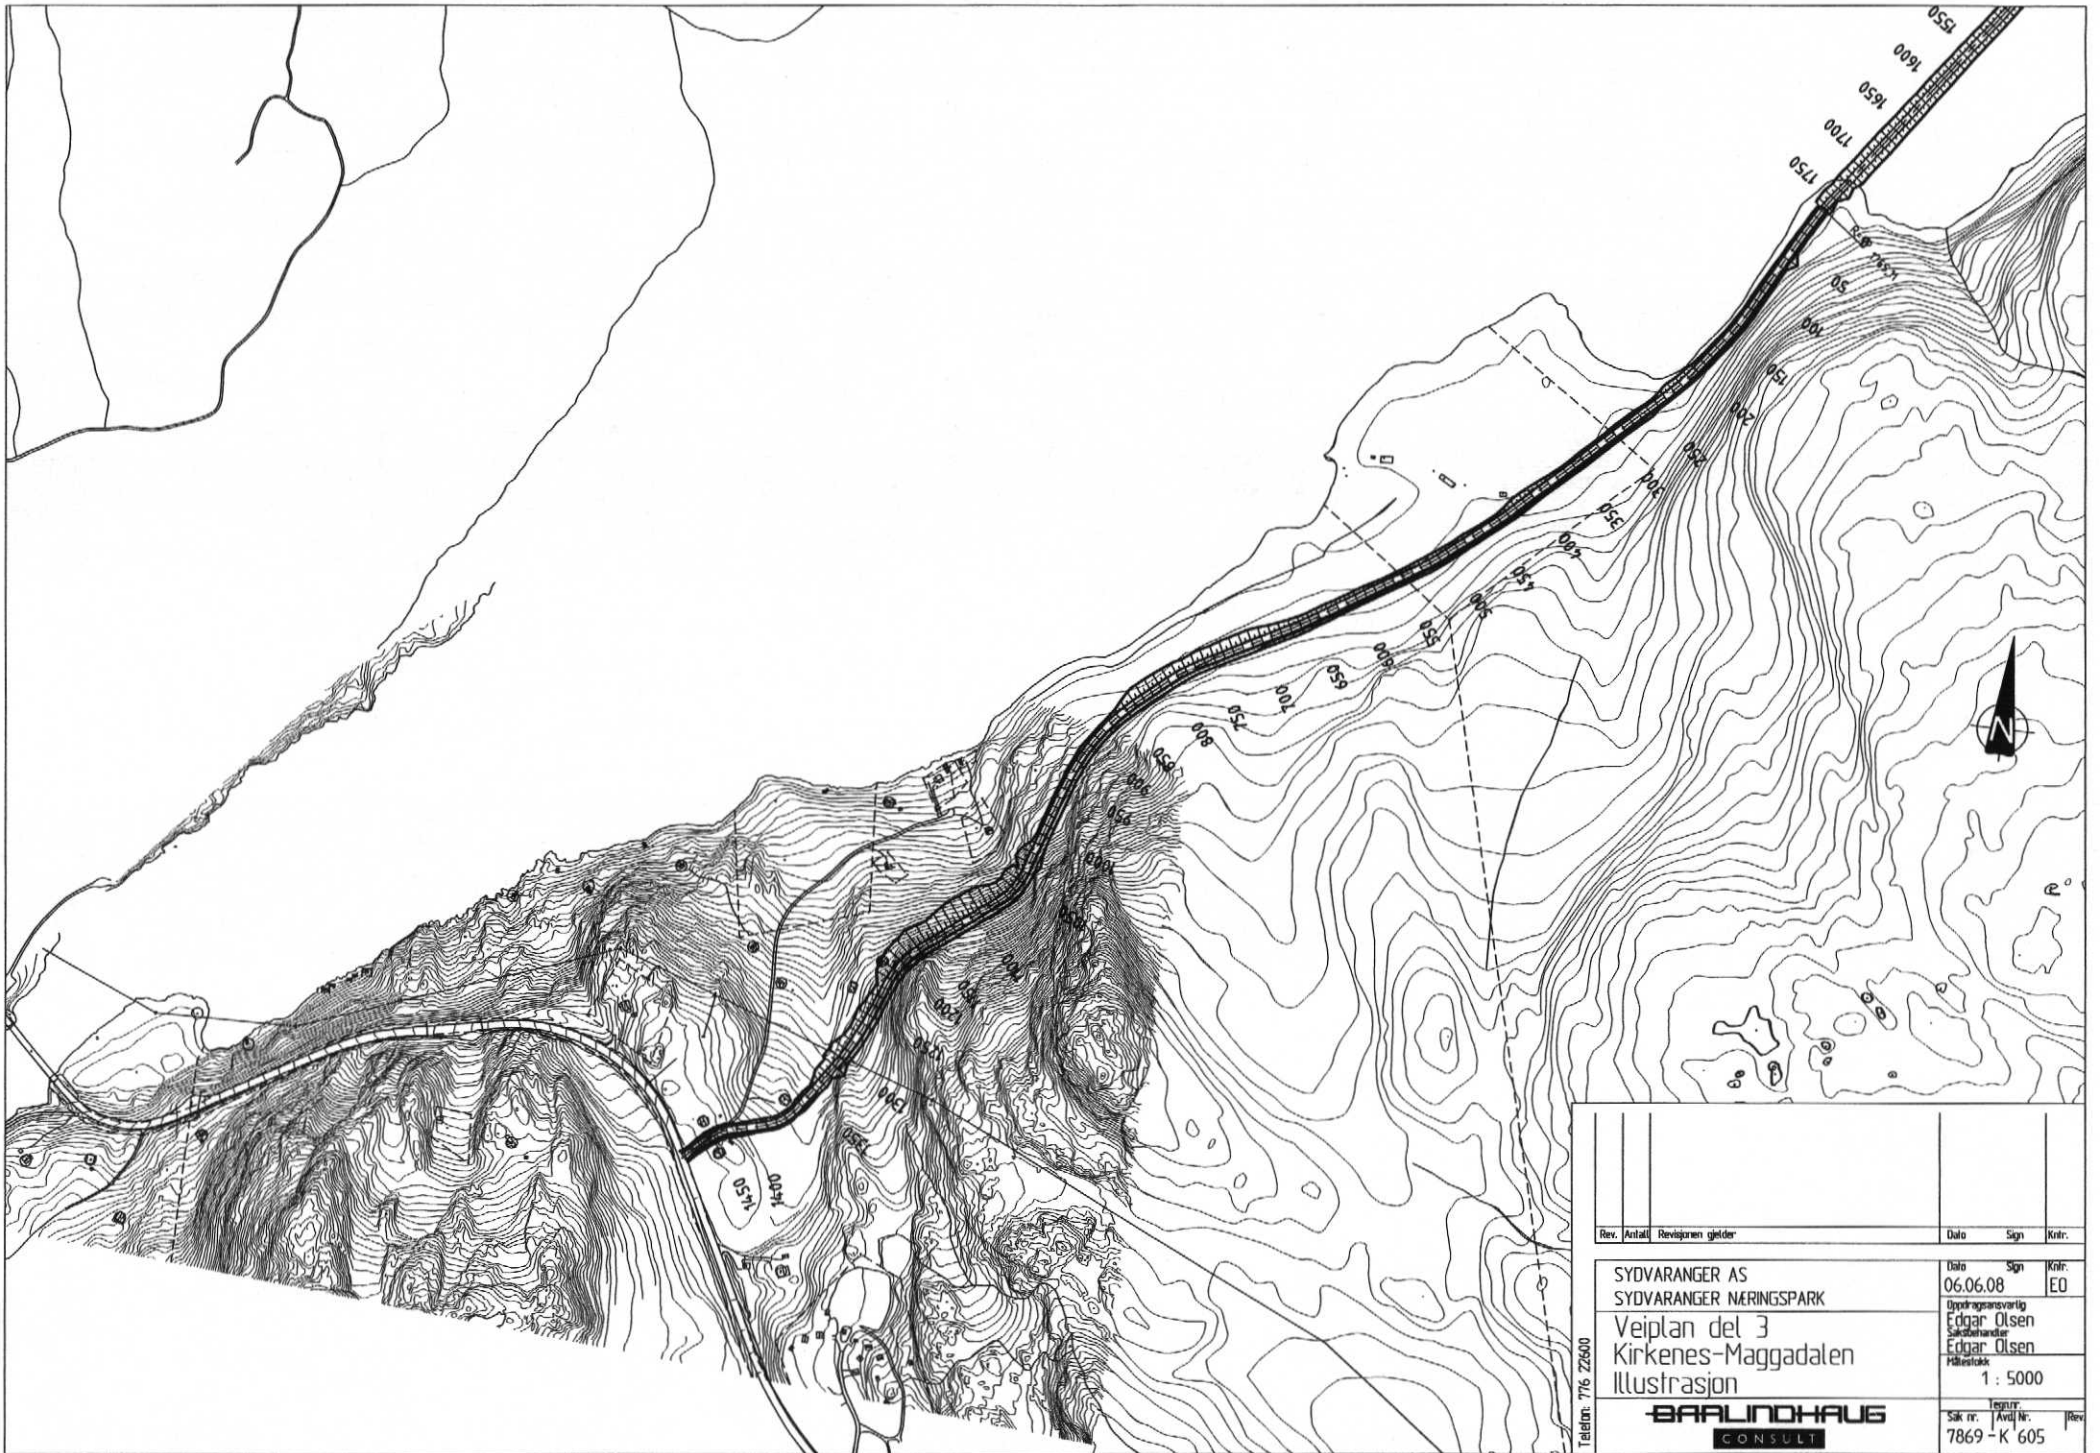 1550
1600
1650
1700
1750
50
100
150
200
250
300
350
400
450
500
550
600
650
700
750
800
850
900
950
1000
1050
1100
1150
1200
1250
1300
1350
1400
1450
N
Rev. Antall Revisjonen gjelder Dato Sign Kntr.
SYDVARANGER AS
SYDVARANGER NÆRINGSPARK
Dato Sign Kntr.
06.06.08 EO
Oppdragsansvarlig
Edgar Olsen
Saksbehandler
Edgar Olsen
Veiplan del 3
Kirkenes-Maggadalen
Illustrasjon
Målestokk
1 : 5000
BARLINDHAUG
CONSULT
Tegn.nr.
Sak nr. Avd. Nr. Rev
7869 - K 605
Telefon: 776 22600